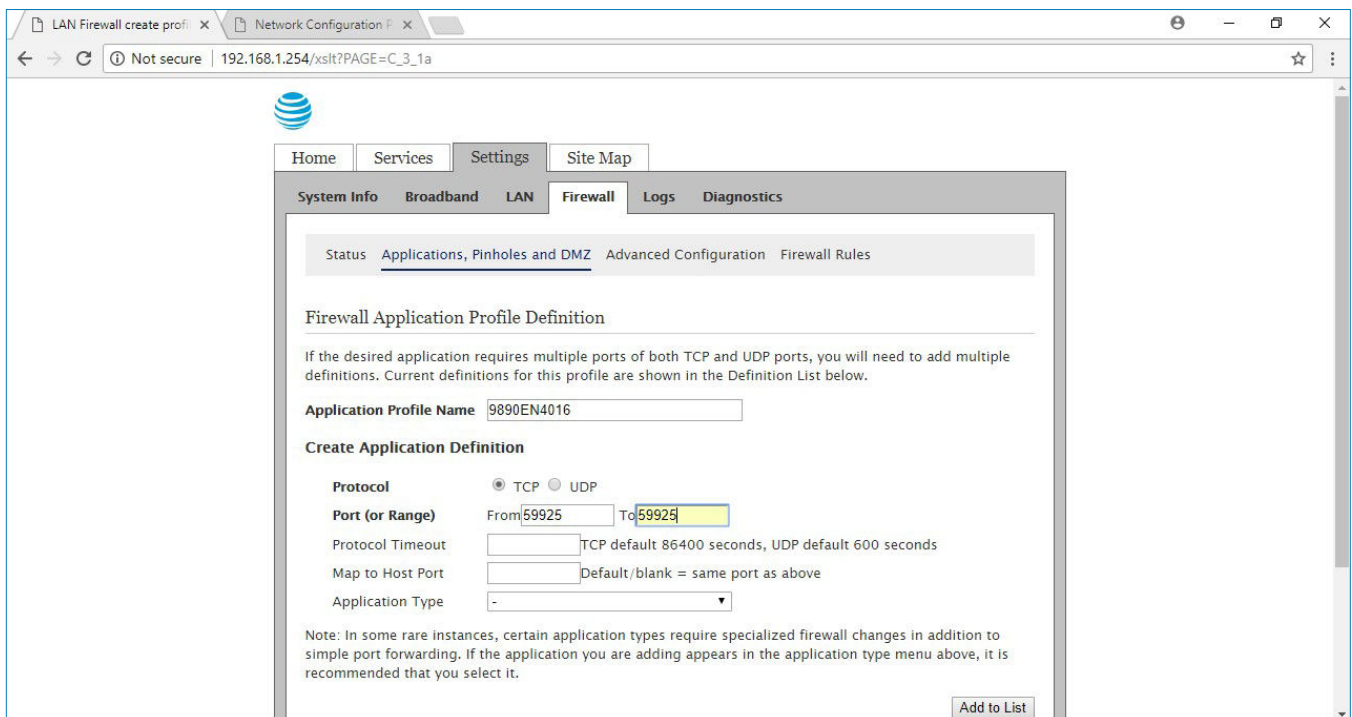 LAN Firewall create profi
Network Configuration P
Not secure | 192.168.1.254/xslt?PAGE=C_3_1a
Home Services Settings Site Map
System Info Broadband LAN Firewall Logs Diagnostics
Status Applications, Pinholes and DMZ Advanced Configuration Firewall Rules
Firewall Application Profile Definition
If the desired application requires multiple ports of both TCP and UDP ports, you will need to add multiple
definitions. Current definitions for this profile are shown in the Definition List below.
Application Profile Name 9890EN4016
Create Application Definition
Protocol TCP UDP
Port (or Range) From 59925 To 59925
Protocol Timeout TCP default 86400 seconds, UDP default 600 seconds
Map to Host Port Default/blank = same port as above
Application Type -
Note: In some rare instances, certain application types require specialized firewall changes in addition to
simple port forwarding. If the application you are adding appears in the application type menu above, it is
recommended that you select it.
Add to List